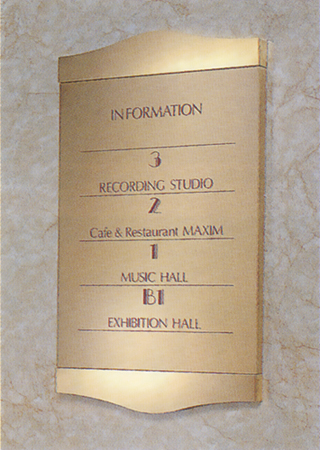 INFORMATION
3
RECORDING STUDIO
2
Cafe & Restaurant MAXIM
1
MUSIC HALL
B1
EXHIBITION HALL